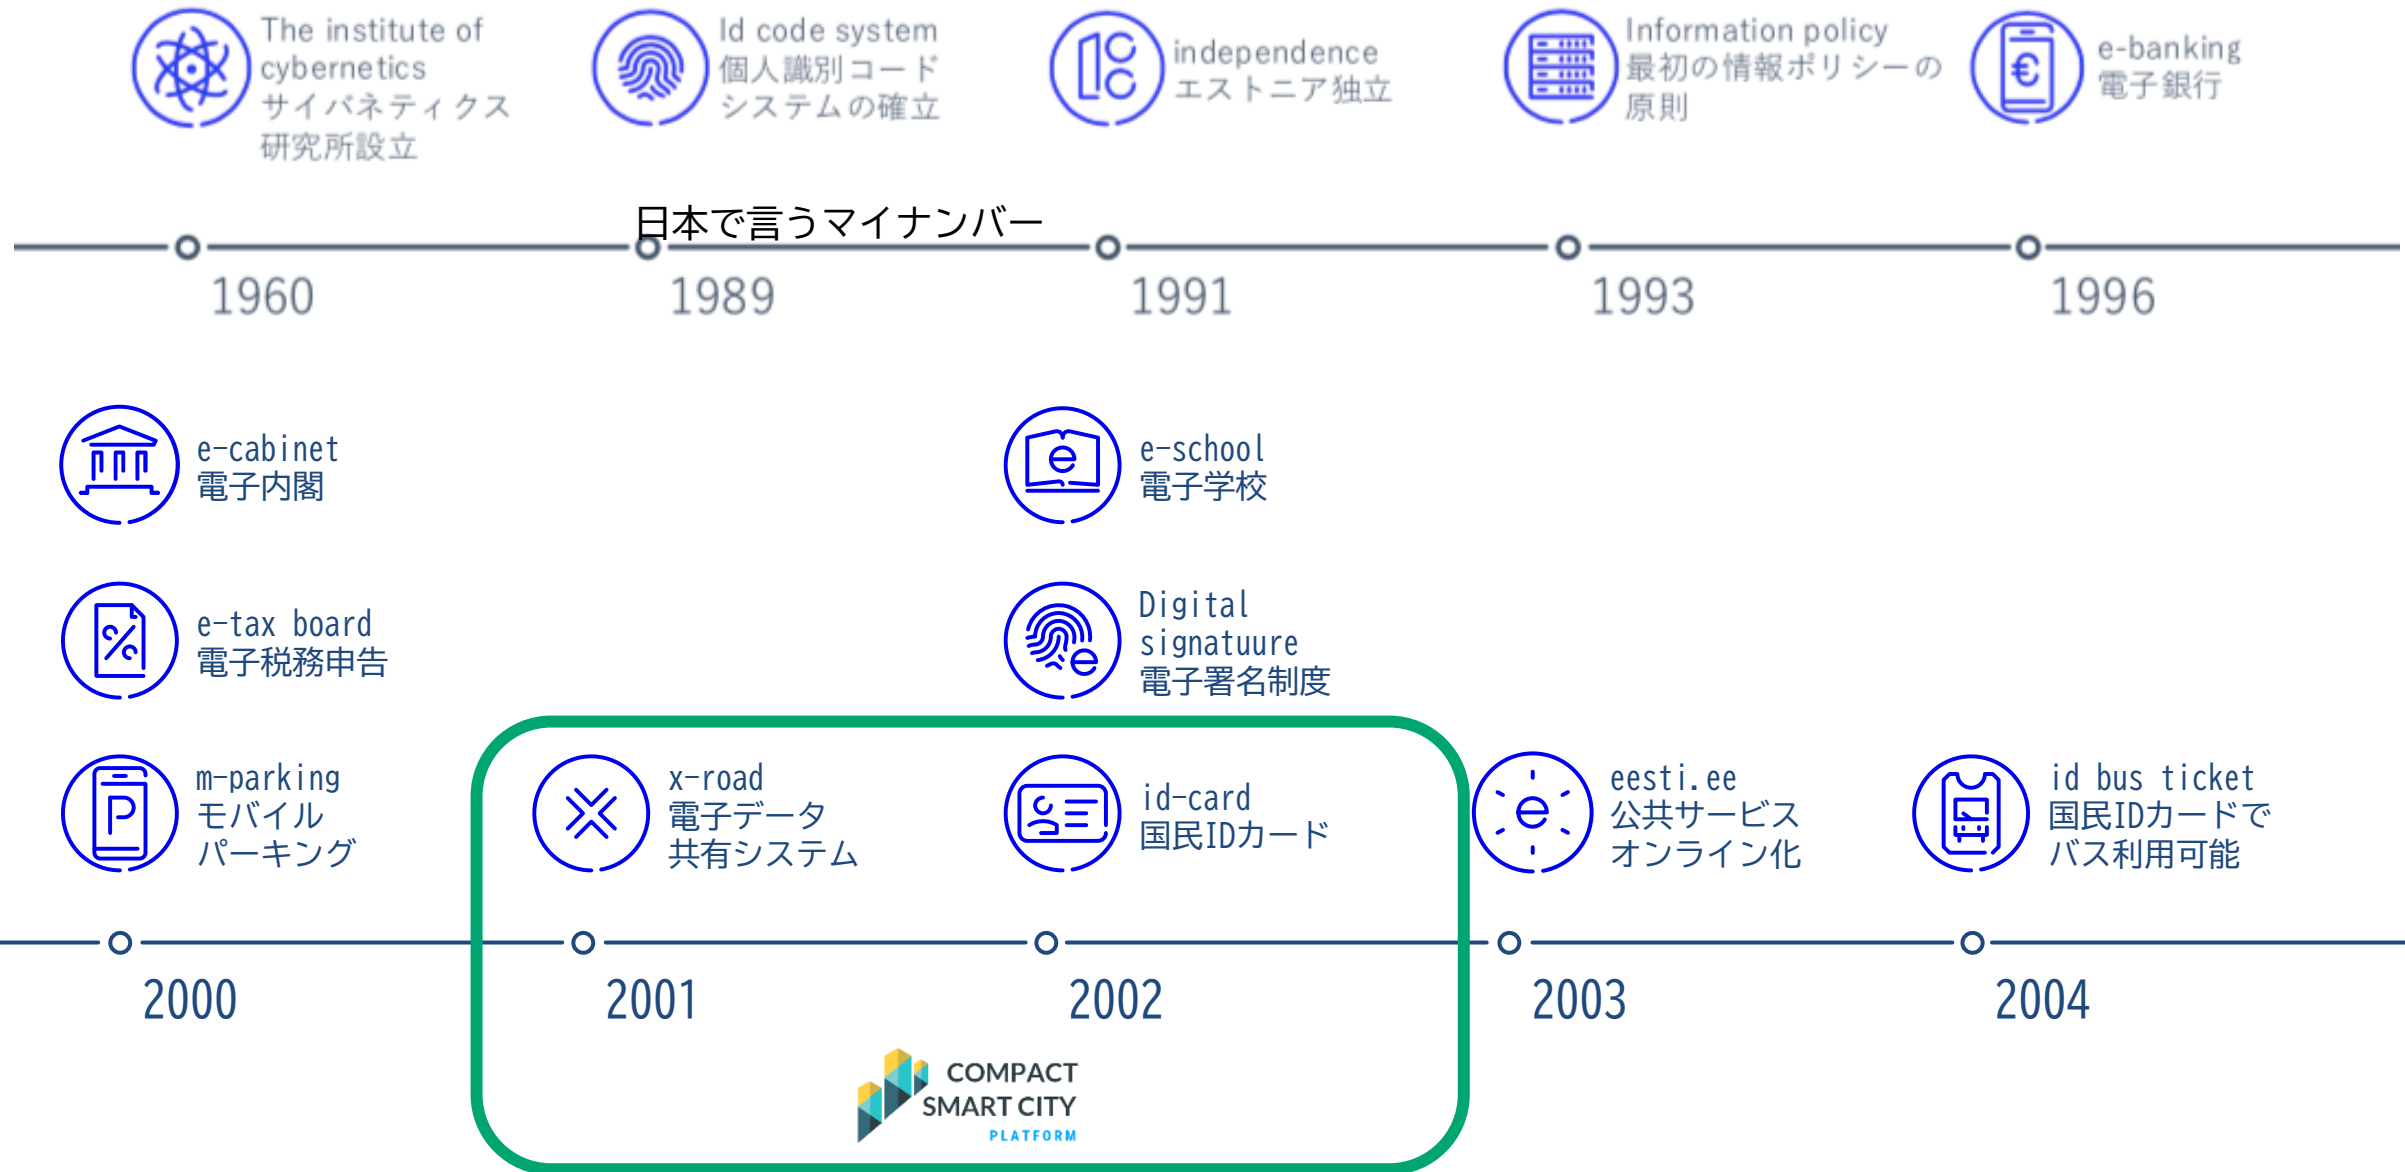 The institute of
cybernetics
サイバネティクス
研究所設立
Id code system
個人識別コード
システムの確立
independence
エストニア独立
Information policy
最初の情報ポリシーの
原則
e-banking
電子銀行
日本で言うマイナンバー
1960
1989
1991
1993
1996
e-cabinet
電子内閣
e-school
電子学校
e-tax board
電子税務申告
Digital
signatuure
電子署名制度
m-parking
モバイル
パーキング
x-road
電子データ
共有システム
id-card
国民IDカード
eesti.ee
公共サービス
オンライン化
id bus ticket
国民IDカードで
バス利用可能
2000
2001
2002
2003
2004
COMPACT
SMART CITY
PLATFORM